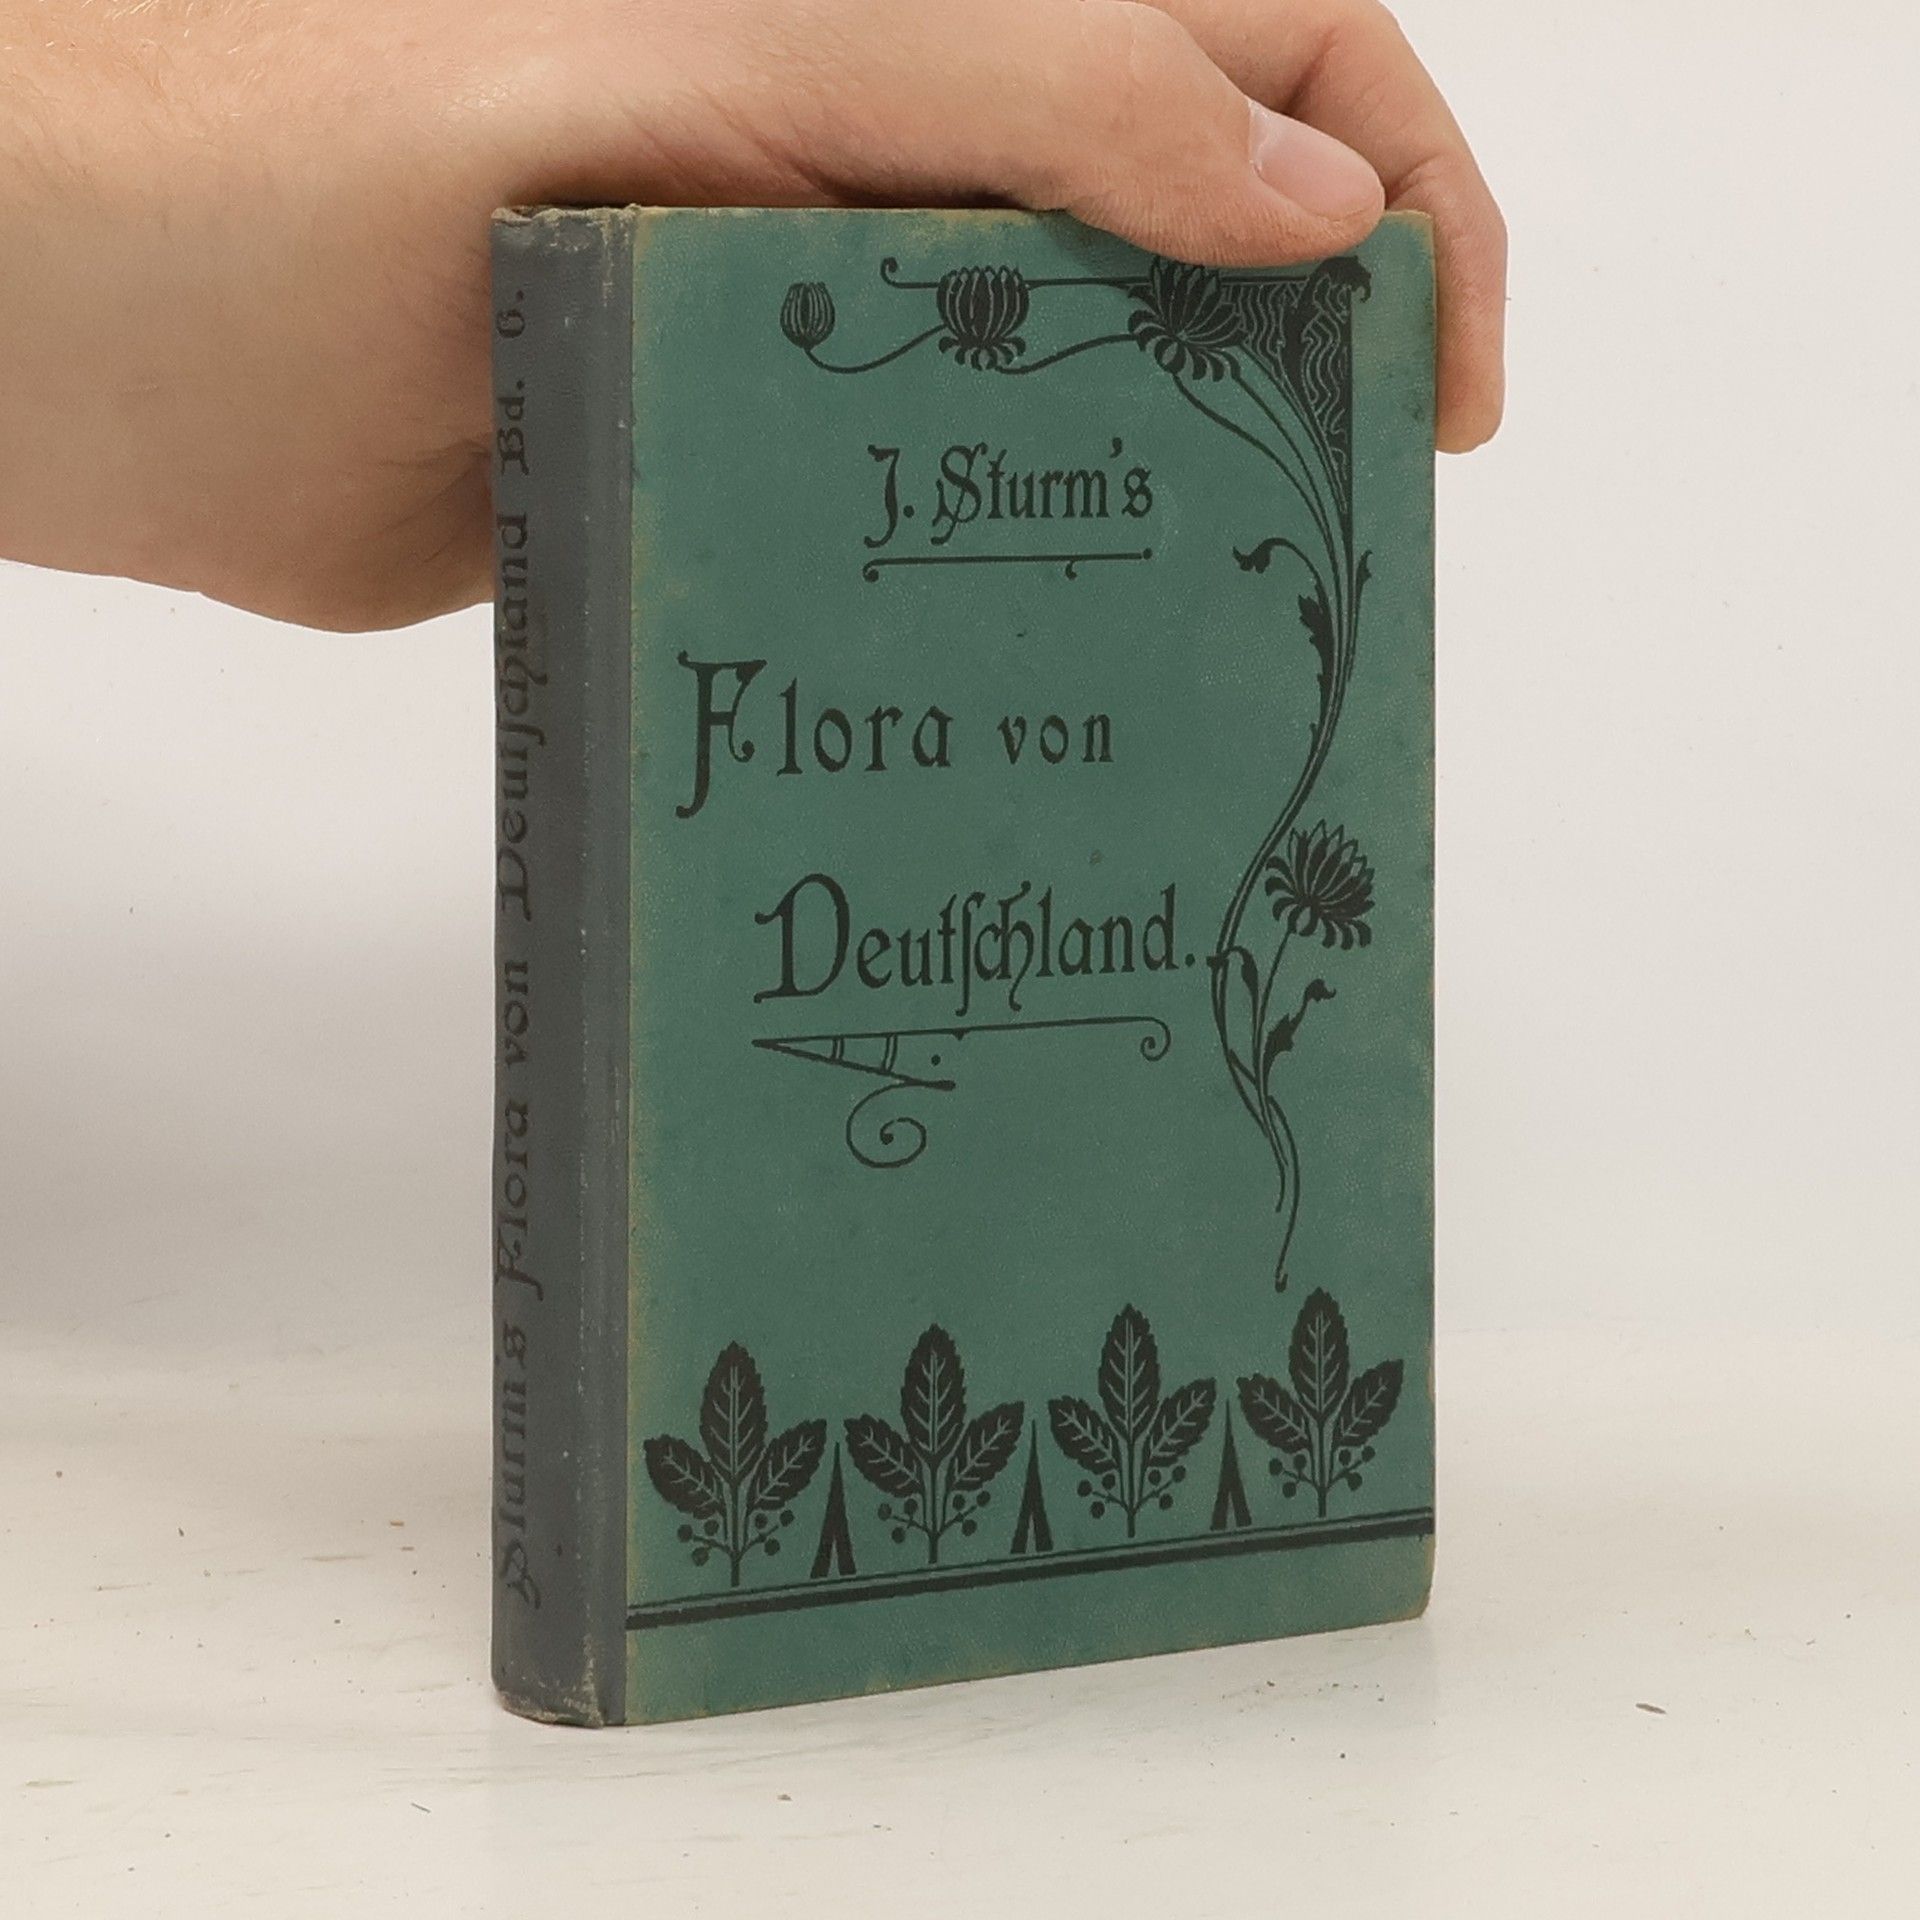 J. Sturm's
Flora von
Deutſchland.
Sturm's Flora von Deutſchland Bd. 6.